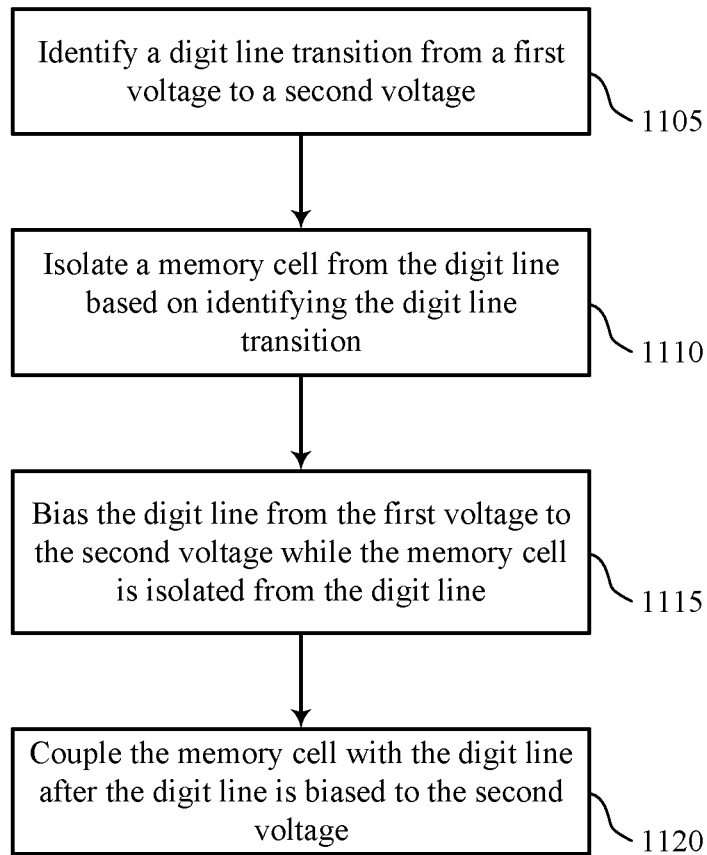 Identify a digit line transition from a first
voltage to a second voltage
1105
Isolate a memory cell from the digit line
based on identifying the digit line
transition
1110
Bias the digit line from the first voltage to
the second voltage while the memory cell
is isolated from the digit line
1115
Couple the memory cell with the digit line
after the digit line is biased to the second
voltage
1120